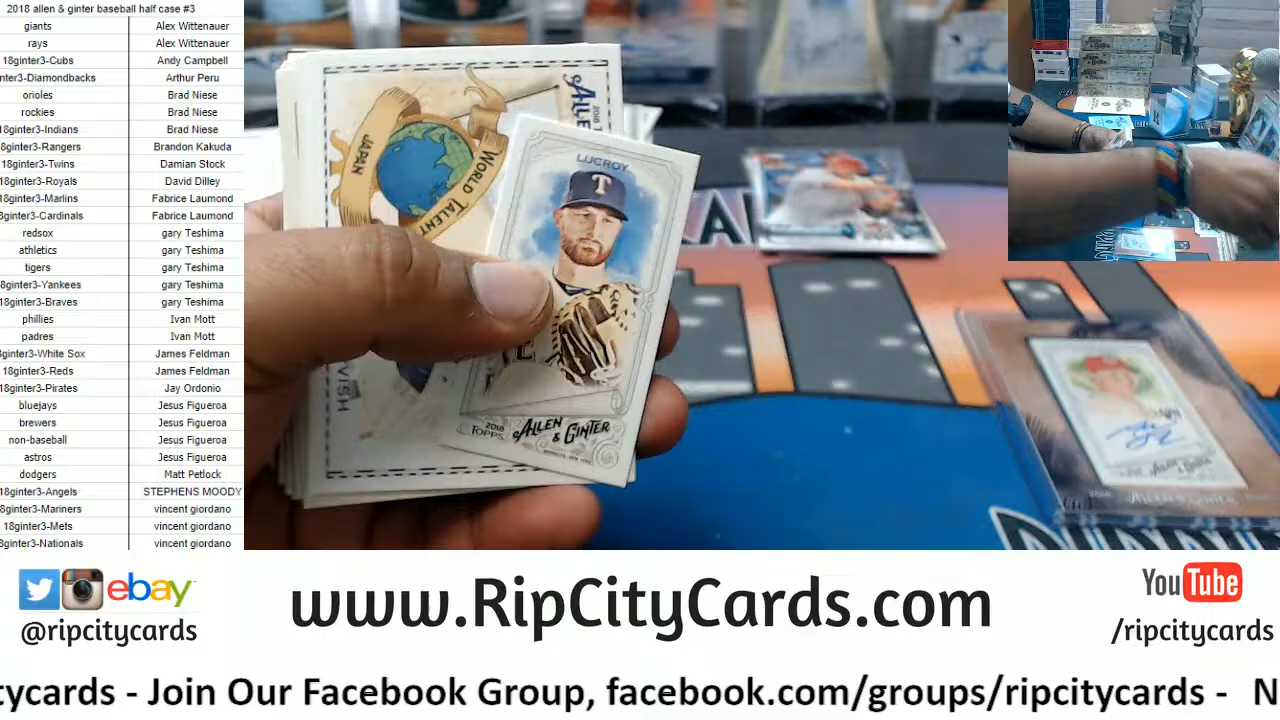 2018 allen & ginter baseball half case #3
giants Alex Wittenauer
rays Alex Wittenauer
18ginter3-Cubs Andy Campbell
nter3-Diamondbacks Arthur Peru
orioles Brad Niese
rockies Brad Niese
18ginter3-Indians Brad Niese
8ginter3-Rangers Brandon Kakuda
18ginter3-Twins Damian Stock
18ginter3-Royals David Dilley
18ginter3-Marlins Fabrice Laumond
8ginter3-Cardinals Fabrice Laumond
redsox gary Teshima
athletics gary Teshima
tigers gary Teshima
8ginter3-Yankees gary Teshima
8ginter3-Braves gary Teshima
phillies Ivan Mott
padres Ivan Mott
8ginter3-White Sox James Feldman
18ginter3-Reds James Feldman
8ginter3-Pirates Jay Ordonio
bluejays Jesus Figueroa
brewers Jesus Figueroa
non-baseball Jesus Figueroa
astros Jesus Figueroa
dodgers Matt Petlock
18ginter3-Angels STEPHENS MOODY
8ginter3-Mariners vincent giordano
18ginter3-Mets vincent giordano
8ginter3-Nationals vincent giordano
JAPAN
WORLD TALENT
2018
ALLE
VISH
LUCROY
T
2018 TOPPS ALLEN & GINTER
ebay
@ripcitycards
www.RipCityCards.com
YouTube
/ripcitycards
tycards - Join Our Facebook Group, facebook.com/groups/ripcitycards - N